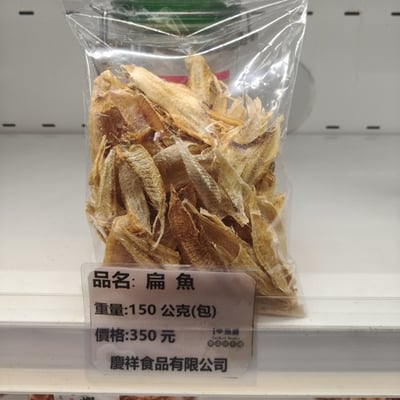 品名: 扁 魚
重量:150 公克(包)
價格:350 元
慶祥食品有限公司